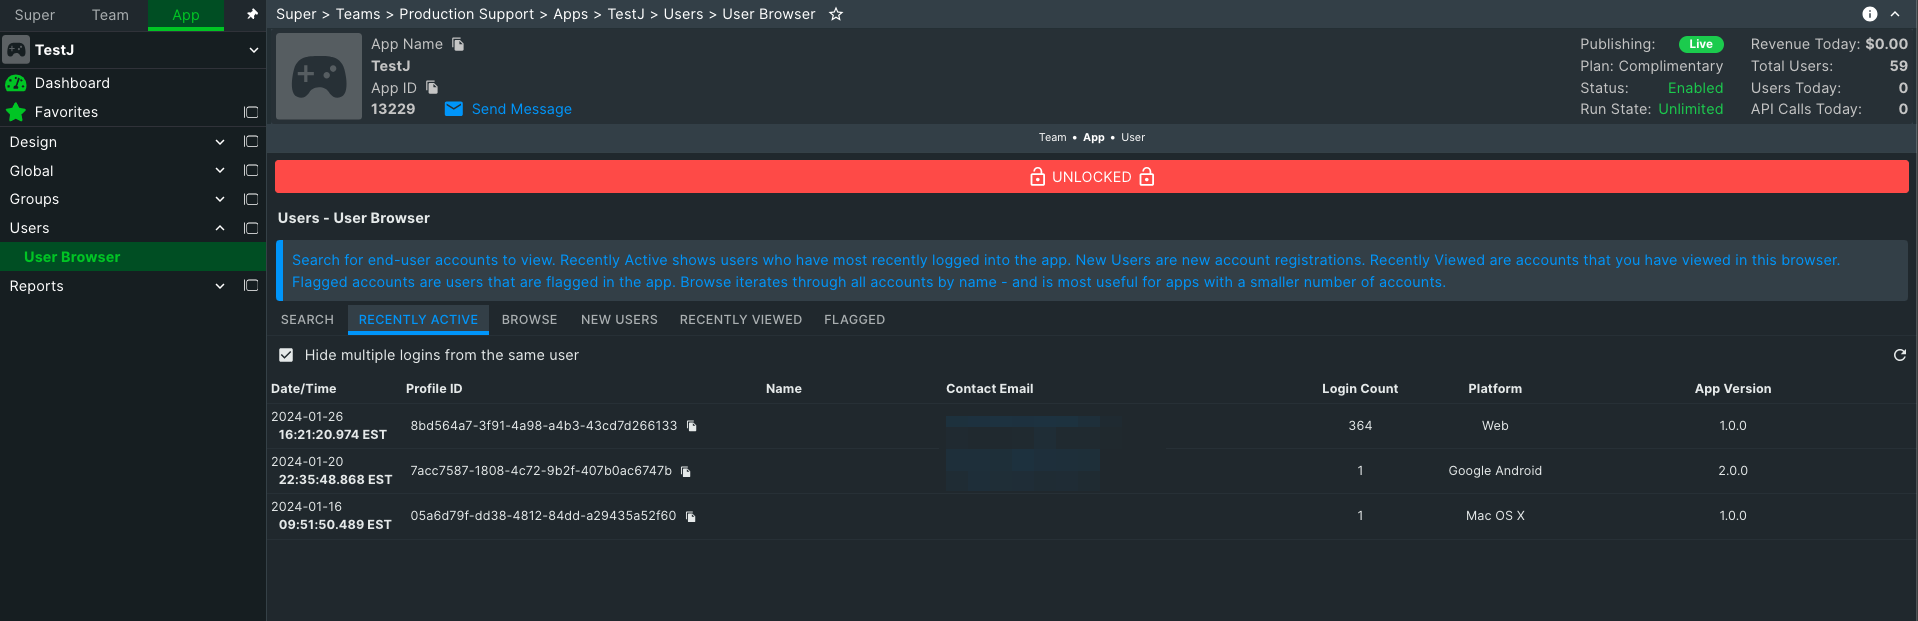 Super Team App
Super > Teams > Production Support > Apps > TestJ > Users > User Browser
TestJ
Dashboard
Favorites
Design
Global
Groups
Users
User Browser
Reports
App Name
TestJ
App ID
13229 Send Message
Publishing: Live Revenue Today: $0.00
Plan: Complimentary Total Users: 59
Status: Enabled Users Today: 0
Run State: Unlimited API Calls Today: 0
Team • App • User
UNLOCKED
Users - User Browser
Search for end-user accounts to view. Recently Active shows users who have most recently logged into the app. New Users are new account registrations. Recently Viewed are accounts that you have viewed in this browser.
Flagged accounts are users that are flagged in the app. Browse iterates through all accounts by name - and is most useful for apps with a smaller number of accounts.
SEARCH RECENTLY ACTIVE BROWSE NEW USERS RECENTLY VIEWED FLAGGED
Hide multiple logins from the same user
Date/Time Profile ID Name Contact Email Login Count Platform App Version
2024-01-26
16:21:20.974 EST 8bd564a7-3f91-4a98-a4b3-43cd7d266133 364 Web 1.0.0
2024-01-20
22:35:48.868 EST 7acc7587-1808-4c72-9b2f-407b0ac6747b 1 Google Android 2.0.0
2024-01-16
09:51:50.489 EST 05a6d79f-dd38-4812-84dd-a29435a52f60 1 Mac OS X 1.0.0